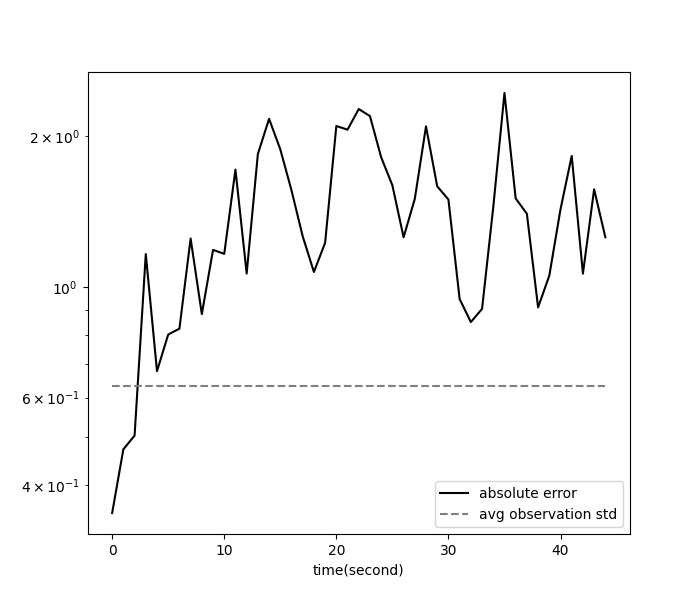 2 × 10⁰
10⁰
6 × 10⁻¹
4 × 10⁻¹
0 10 20 30 40
time(second)
absolute error
avg observation std